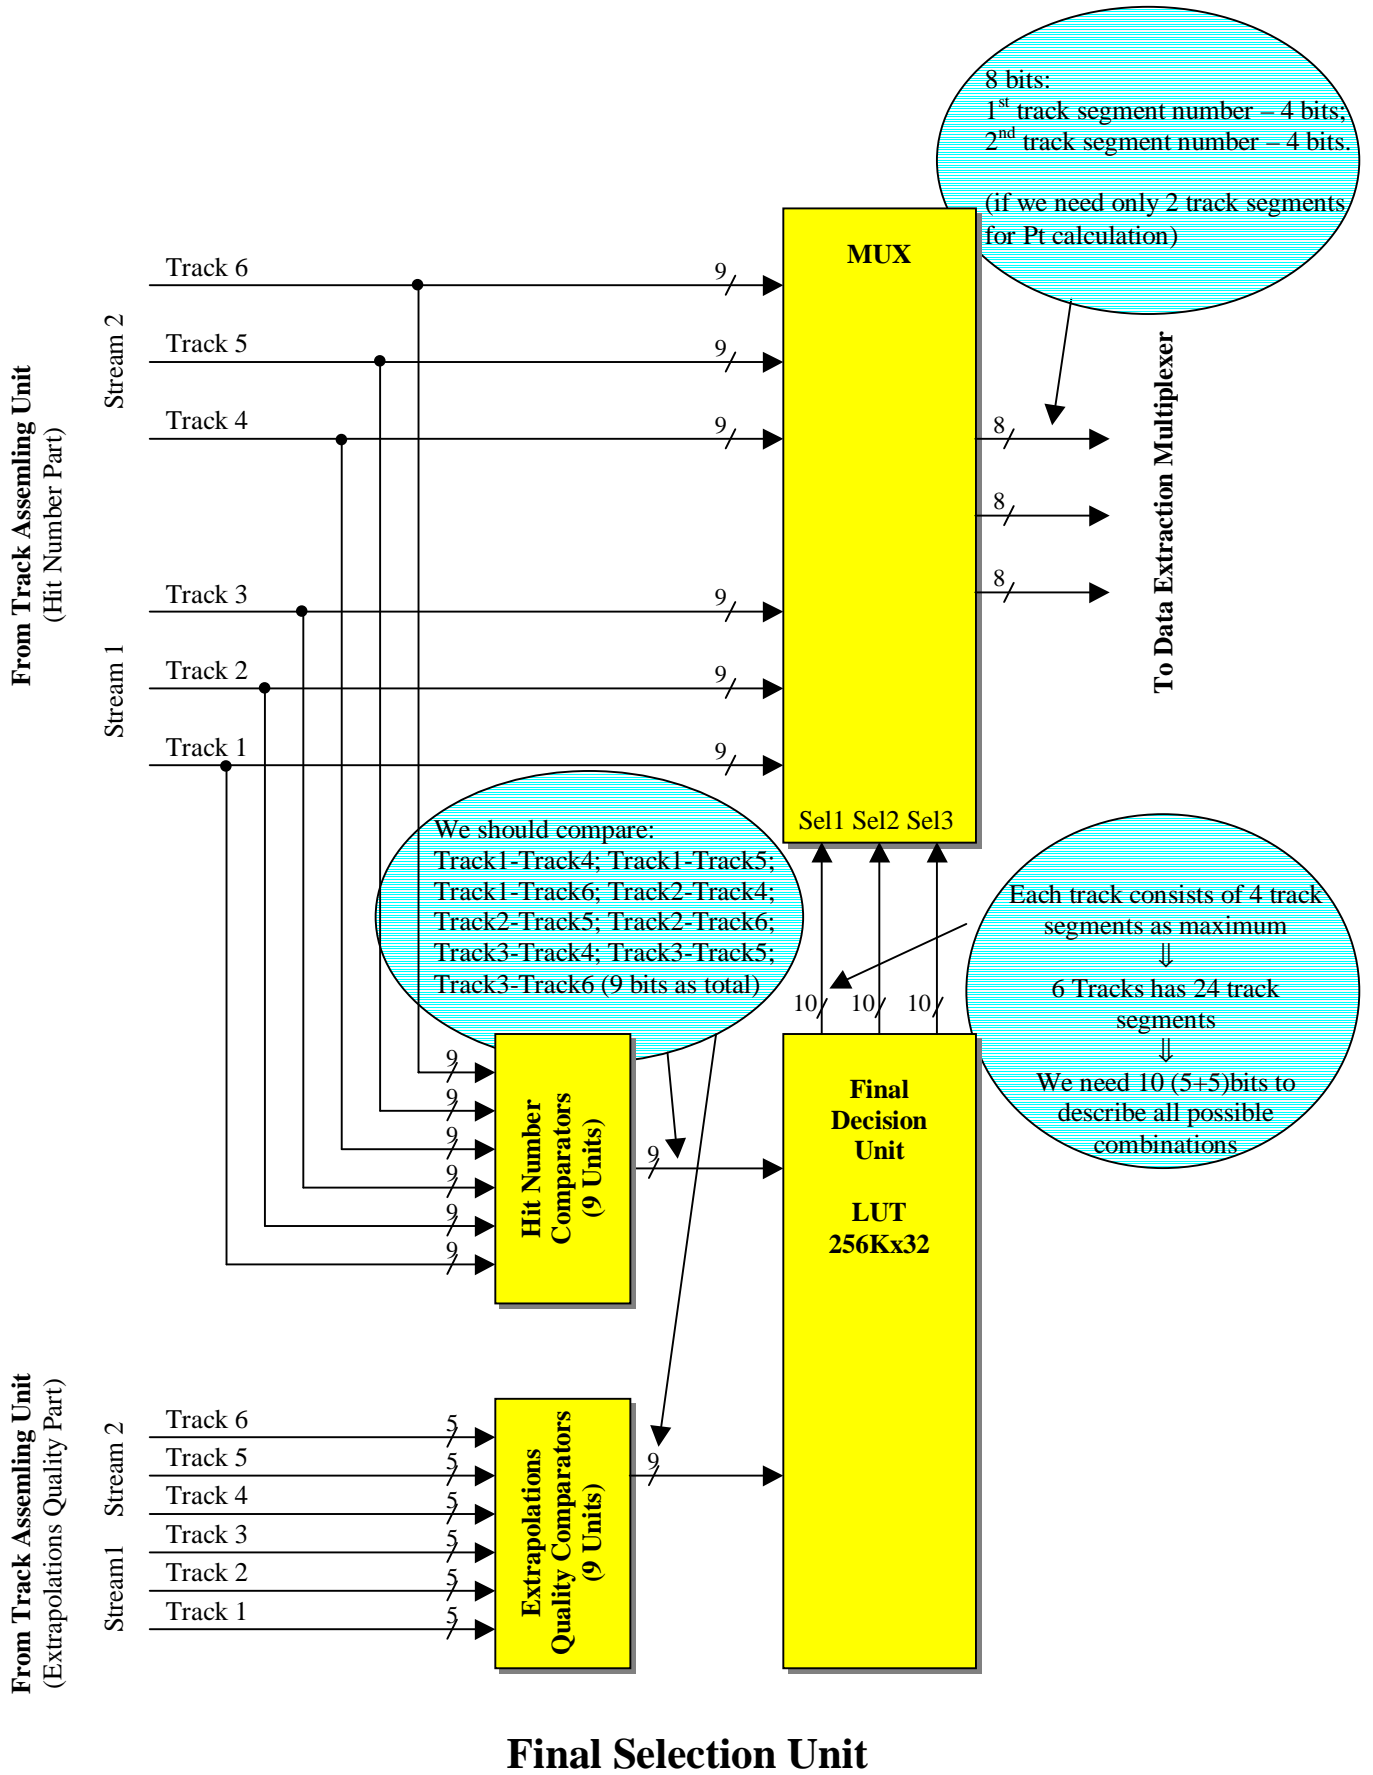 8 bits:
1st track segment number – 4 bits;
2nd track segment number – 4 bits.
(if we need only 2 track segments
for Pt calculation)
MUX
From Track Assemling Unit
(Hit Number Part)
Stream 2
Track 6
9
Track 5
9
Track 4
9
Stream 1
Track 3
9
Track 2
9
Track 1
9
8
8
8
To Data Extraction Multiplexer
Sel1 Sel2 Sel3
We should compare:
Track1-Track4; Track1-Track5;
Track1-Track6; Track2-Track4;
Track2-Track5; Track2-Track6;
Track3-Track4; Track3-Track5;
Track3-Track6 (9 bits as total)
Each track consists of 4 track
segments as maximum
⇓
6 Tracks has 24 track
segments
⇓
We need 10 (5+5)bits to
describe all possible
combinations
10
10
10
9
9
9
9
9
9
Hit Number
Comparators
(9 Units)
9
Final
Decision
Unit
LUT
256Kx32
From Track Assemling Unit
(Extrapolations Quality Part)
Stream 2
Track 6
5
Track 5
5
Track 4
5
Stream1
Track 3
5
Track 2
5
Track 1
5
Extrapolations
Quality Comparators
(9 Units)
9
Final Selection Unit